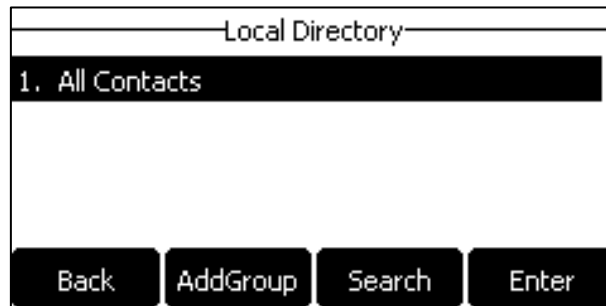 Local Directory
1. All Contacts
Back AddGroup Search Enter